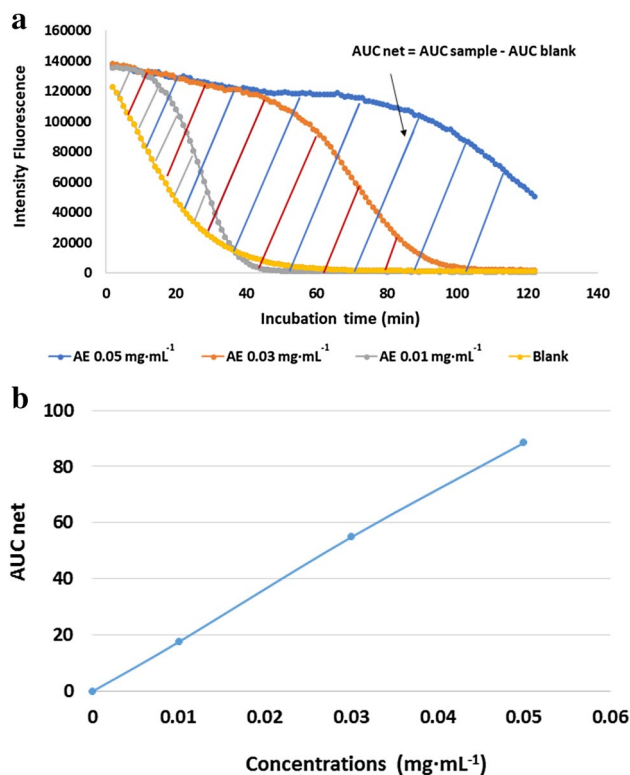 a
160000
140000
120000
100000
80000
60000
40000
20000
0
Intensity Fluorescence
AUC net = AUC sample - AUC blank
0 20 40 60 80 100 120 140
Incubation time (min)
AE 0.05 mg·mL⁻¹ AE 0.03 mg·mL⁻¹ AE 0.01 mg·mL⁻¹ Blank
b
100
80
60
40
20
0
AUC net
0 0.01 0.02 0.03 0.04 0.05 0.06
Concentrations (mg·mL⁻¹)